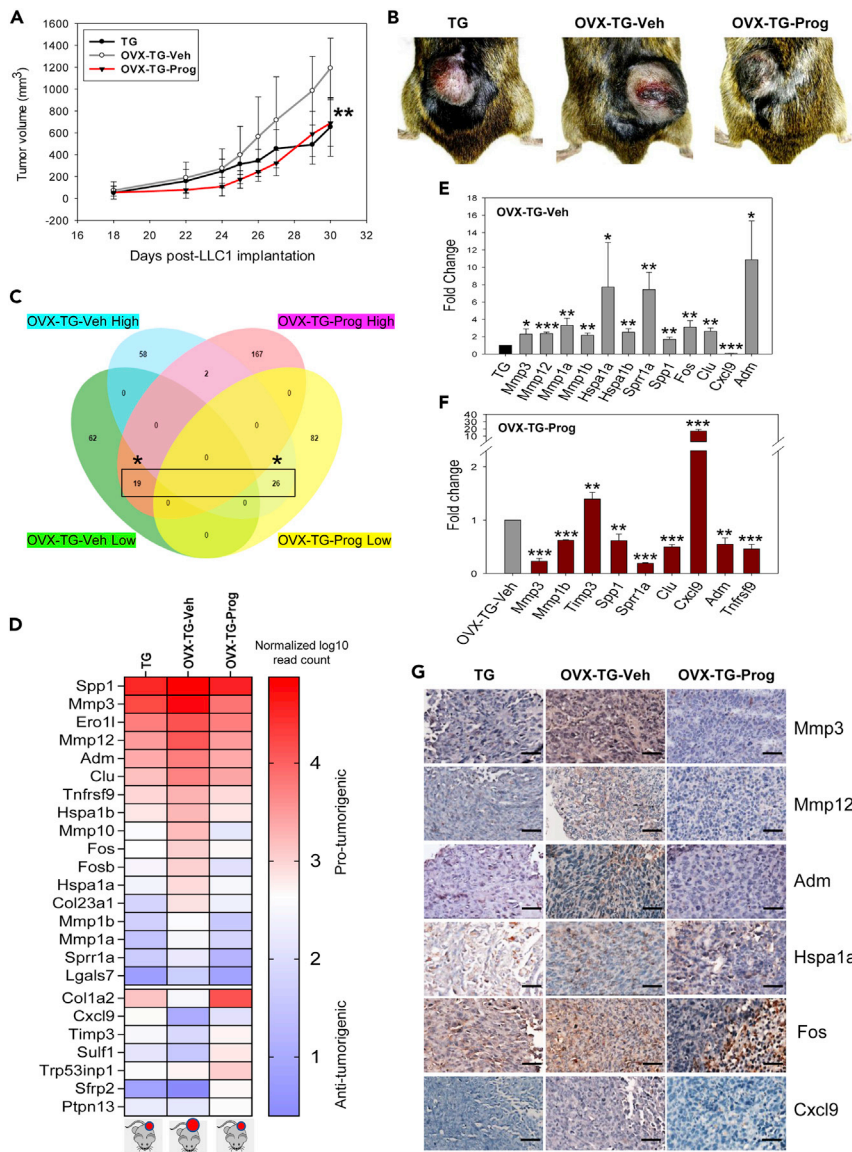 A
1600
1400
1200
1000
800
600
400
200
0
-200
Tumor volume (mm3)
TG
OVX-TG-Veh
OVX-TG-Prog
**
16 18 20 22 24 26 28 30 32
Days post-LLC1 implantation
B
TG OVX-TG-Veh OVX-TG-Prog
C
OVX-TG-Veh High
OVX-TG-Prog High
58
167
2
0
0
62
0
0
82
0
*
*
19
26
0
0
0
OVX-TG-Veh Low
OVX-TG-Prog Low
E
OVX-TG-Veh
18
16
14
12
10
8
6
4
2
0
Fold Change
* *** ** ** * ** ** ** ** ** *** *
TG Mmp3 Mmp12 Mmp1a Mmp1b Hspa1a Hspa1b Sprr1a Spp1 Fos Clu Cxcl9 Adm
F
OVX-TG-Prog
40
30
20
10
2
1
0
Fold change
*** *** ** ** *** *** *** ** ***
OVX-TG-Veh Mmp3 Mmp1b Timp3 Spp1 Sprr1a Clu Cxcl9 Adm Tnfrsf9
D
TG OVX-TG-Veh OVX-TG-Prog
Normalized log10
read count
Spp1
Mmp3
Ero1l
Mmp12
Adm
Clu
Tnfrsf9
Hspa1b
Mmp10
Fos
Fosb
Hspa1a
Col23a1
Mmp1b
Mmp1a
Sprr1a
Lgals7
Col1a2
Cxcl9
Timp3
Sulf1
Trp53inp1
Sfrp2
Ptpn13
4
3
2
1
Pro-tumorigenic
Anti-tumorigenic
G
TG OVX-TG-Veh OVX-TG-Prog
Mmp3
Mmp12
Adm
Hspa1a
Fos
Cxcl9